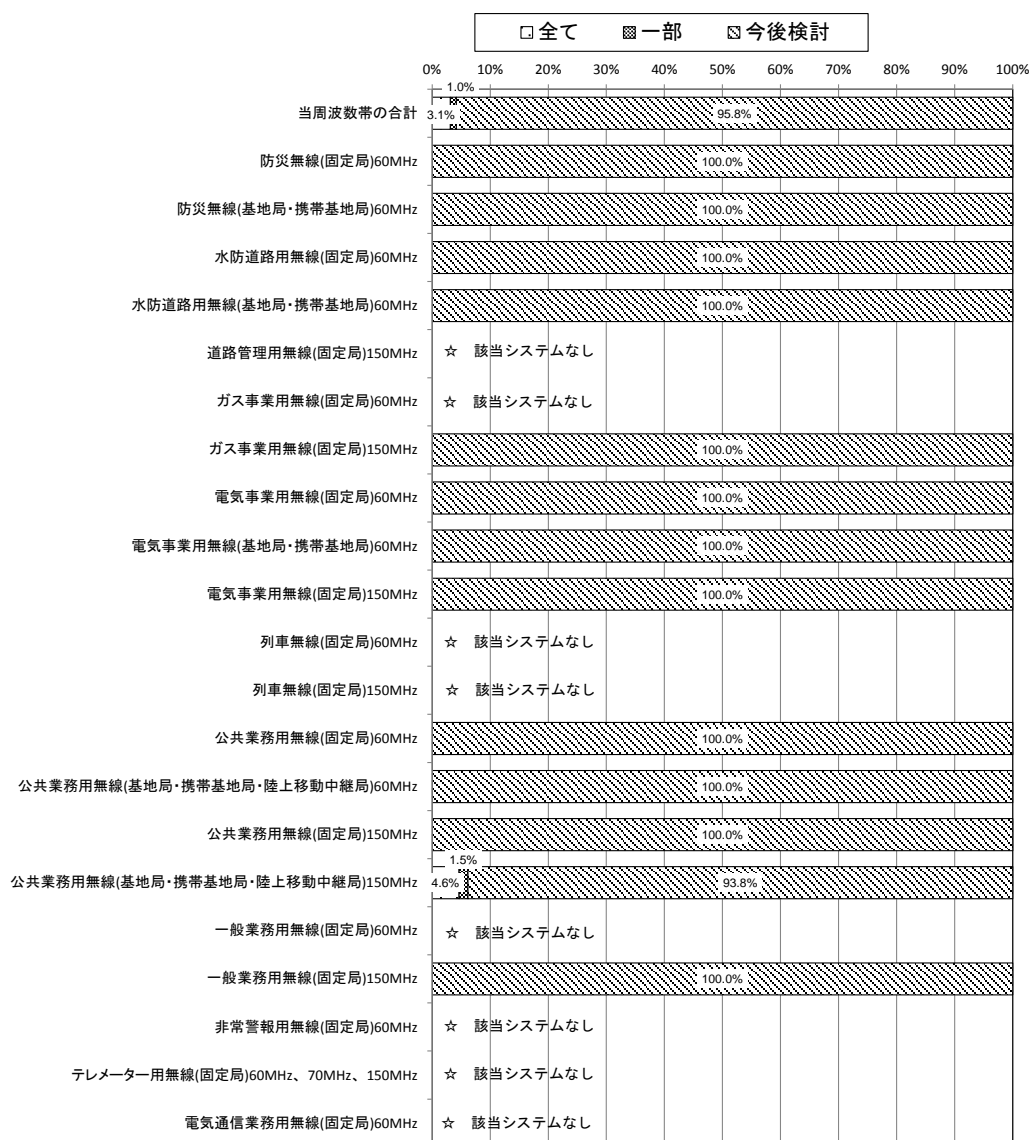 全て 一部 今後検討
0% 10% 20% 30% 40% 50% 60% 70% 80% 90% 100%
1.0%
当周波数帯の合計 3.1% 95.8%
防災無線(固定局)60MHz 100.0%
防災無線(基地局・携帯基地局)60MHz 100.0%
水防道路用無線(固定局)60MHz 100.0%
水防道路用無線(基地局・携帯基地局)60MHz 100.0%
道路管理用無線(固定局)150MHz ☆ 該当システムなし
ガス事業用無線(固定局)60MHz ☆ 該当システムなし
ガス事業用無線(固定局)150MHz 100.0%
電気事業用無線(固定局)60MHz 100.0%
電気事業用無線(基地局・携帯基地局)60MHz 100.0%
電気事業用無線(固定局)150MHz 100.0%
列車無線(固定局)60MHz ☆ 該当システムなし
列車無線(固定局)150MHz ☆ 該当システムなし
公共業務用無線(固定局)60MHz 100.0%
公共業務用無線(基地局・携帯基地局・陸上移動中継局)60MHz 100.0%
公共業務用無線(固定局)150MHz 100.0%
1.5%
公共業務用無線(基地局・携帯基地局・陸上移動中継局)150MHz 4.6% 93.8%
一般業務用無線(固定局)60MHz ☆ 該当システムなし
一般業務用無線(固定局)150MHz 100.0%
非常警報用無線(固定局)60MHz ☆ 該当システムなし
テレメーター用無線(固定局)60MHz、70MHz、150MHz ☆ 該当システムなし
電気通信業務用無線(固定局)60MHz ☆ 該当システムなし